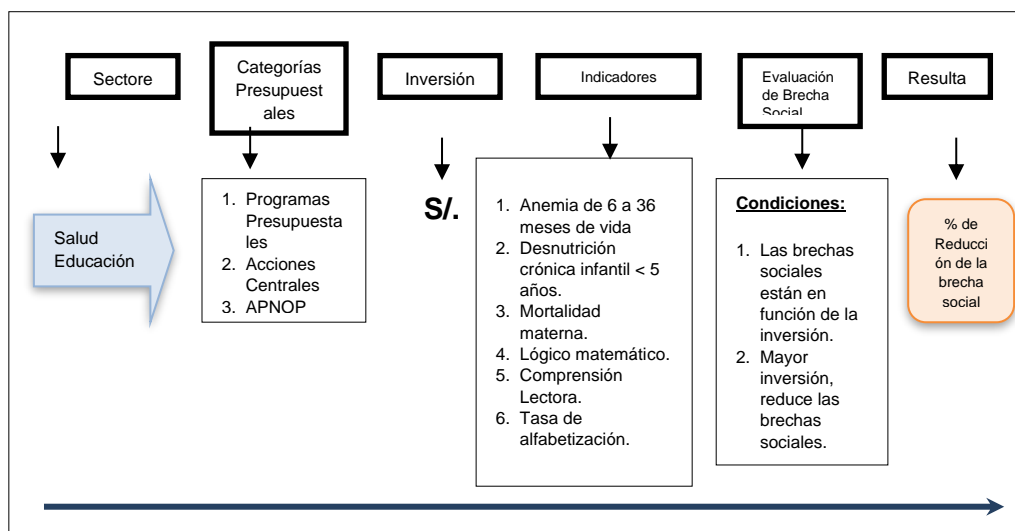 Sectore
Categorías
Presupuest
ales
Inversión
Indicadores
Evaluación
de Brecha
Social
Resulta
Salud
Educación
1. Programas
Presupuesta
les
2. Acciones
Centrales
3. APNOP
S/.
1. Anemia de 6 a 36
meses de vida
2. Desnutrición
crónica infantil < 5
años.
3. Mortalidad
materna.
4. Lógico matemático.
5. Comprensión
Lectora.
6. Tasa de
alfabetización.
Condiciones:
1. Las brechas
sociales
están en
función de la
inversión.
2. Mayor
inversión,
reduce las
brechas
sociales.
% de
Reducci
ón de la
brecha
social